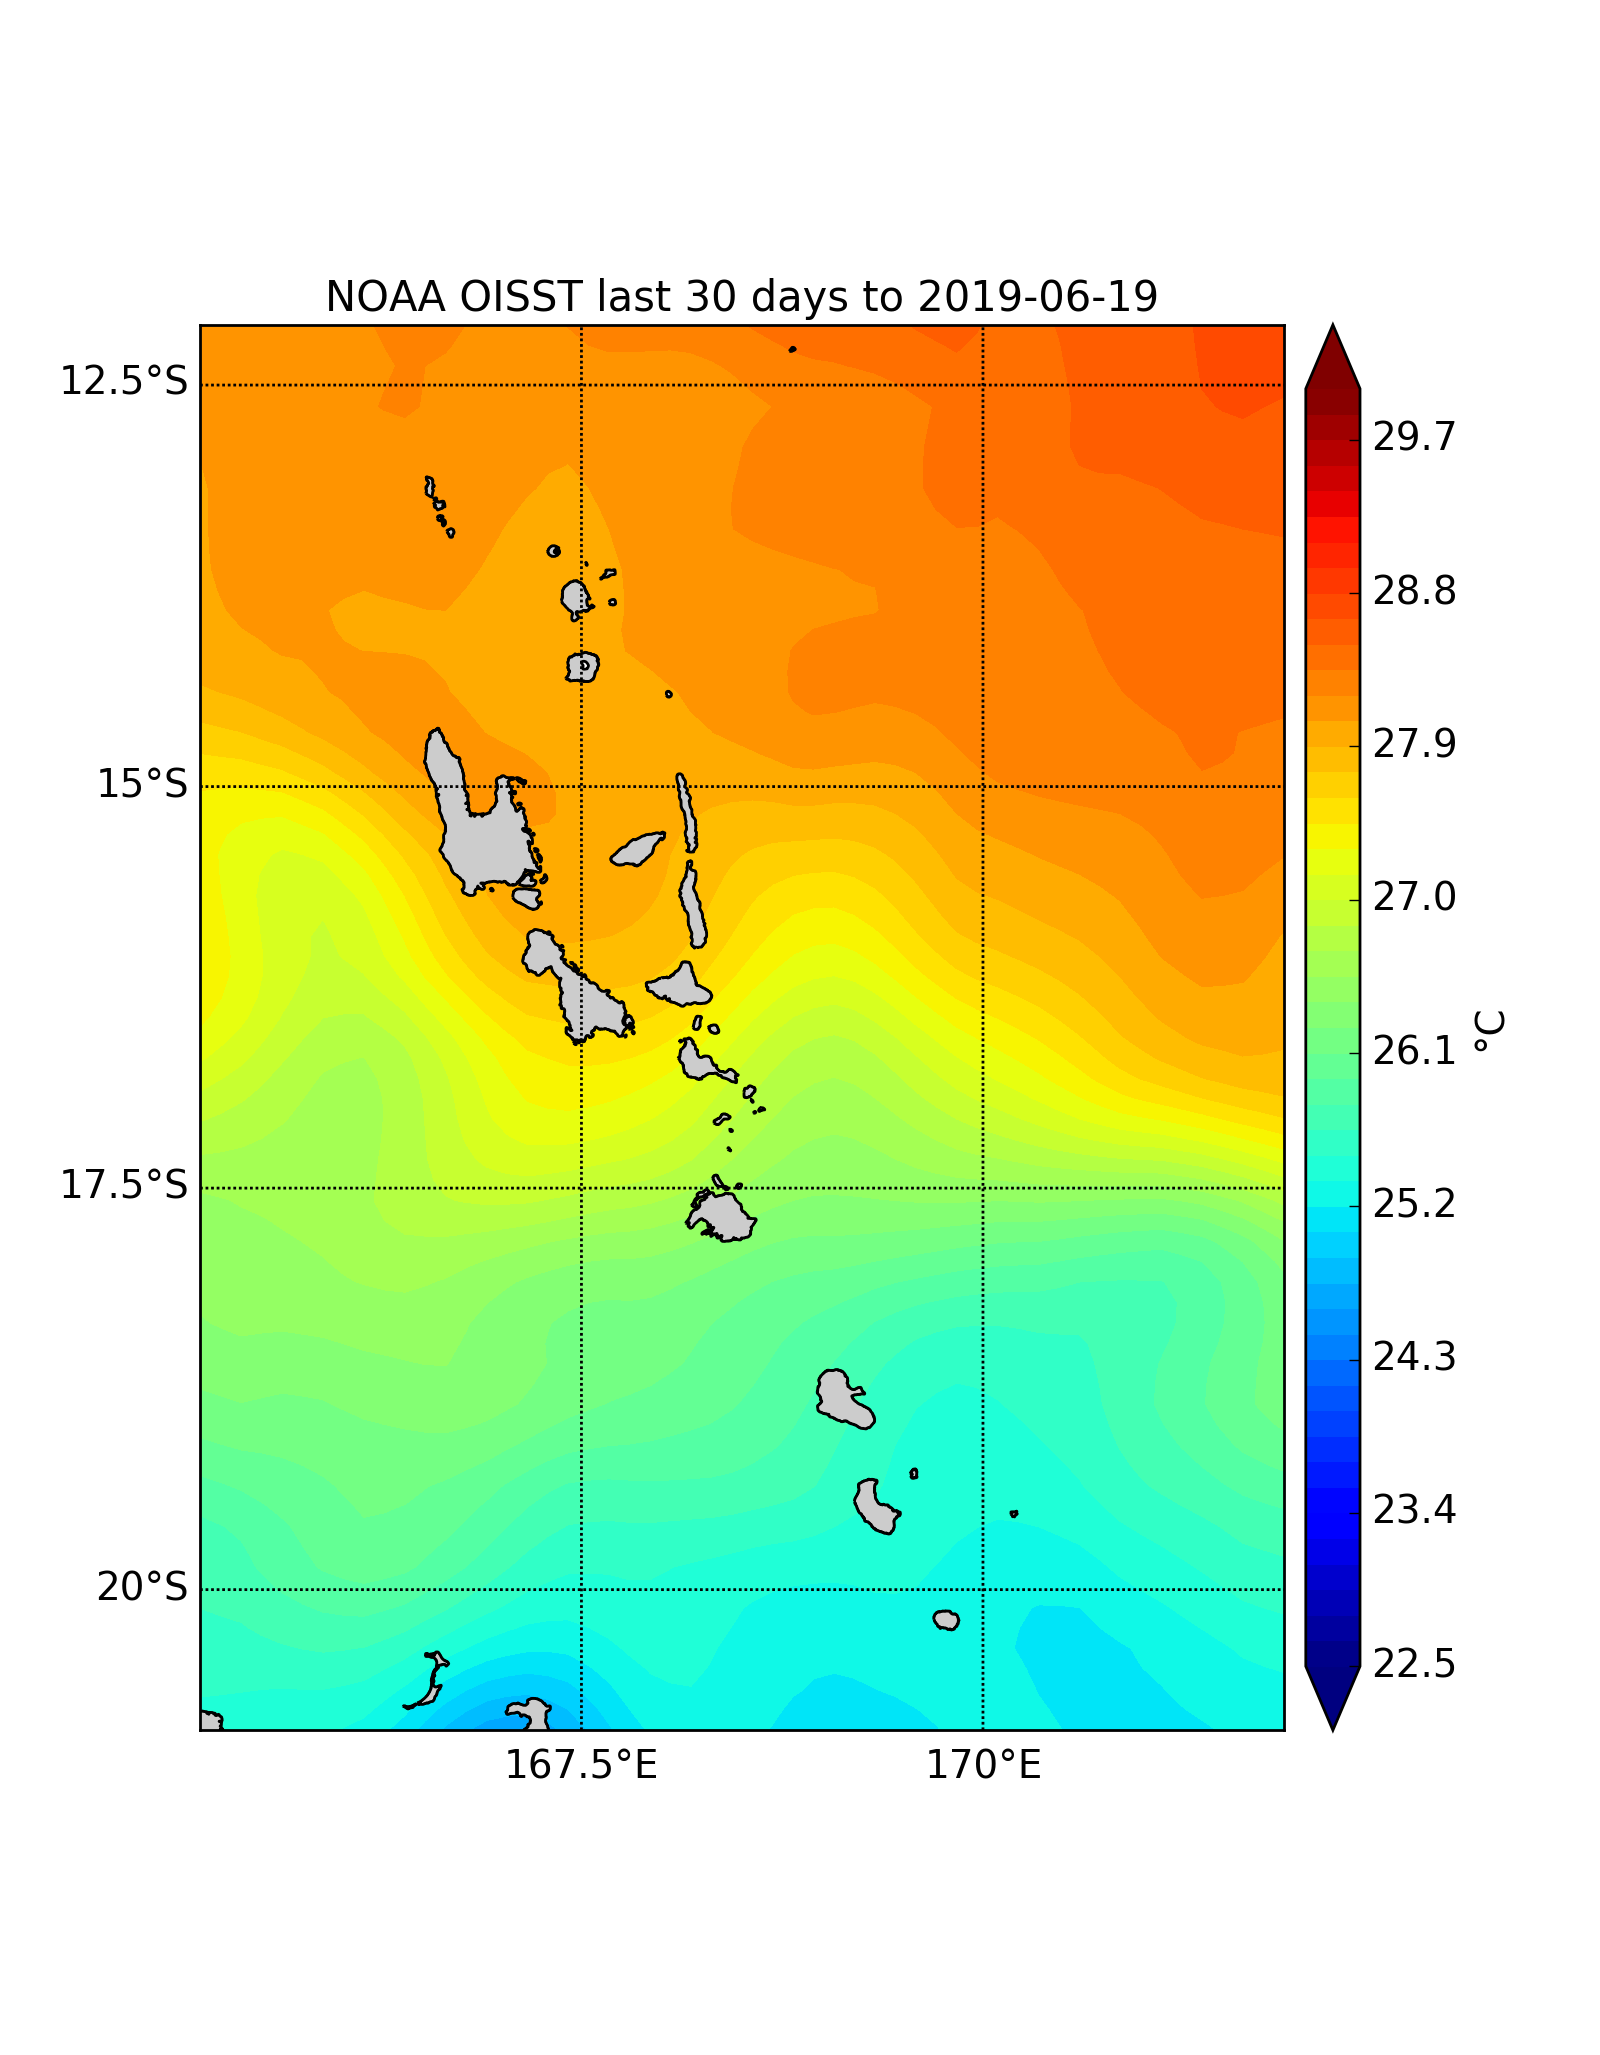 NOAA OISST last 30 days to 2019-06-19
12.5°S
15°S
17.5°S
20°S
167.5°E
170°E
29.7
28.8
27.9
27.0
26.1
25.2
24.3
23.4
22.5
°C